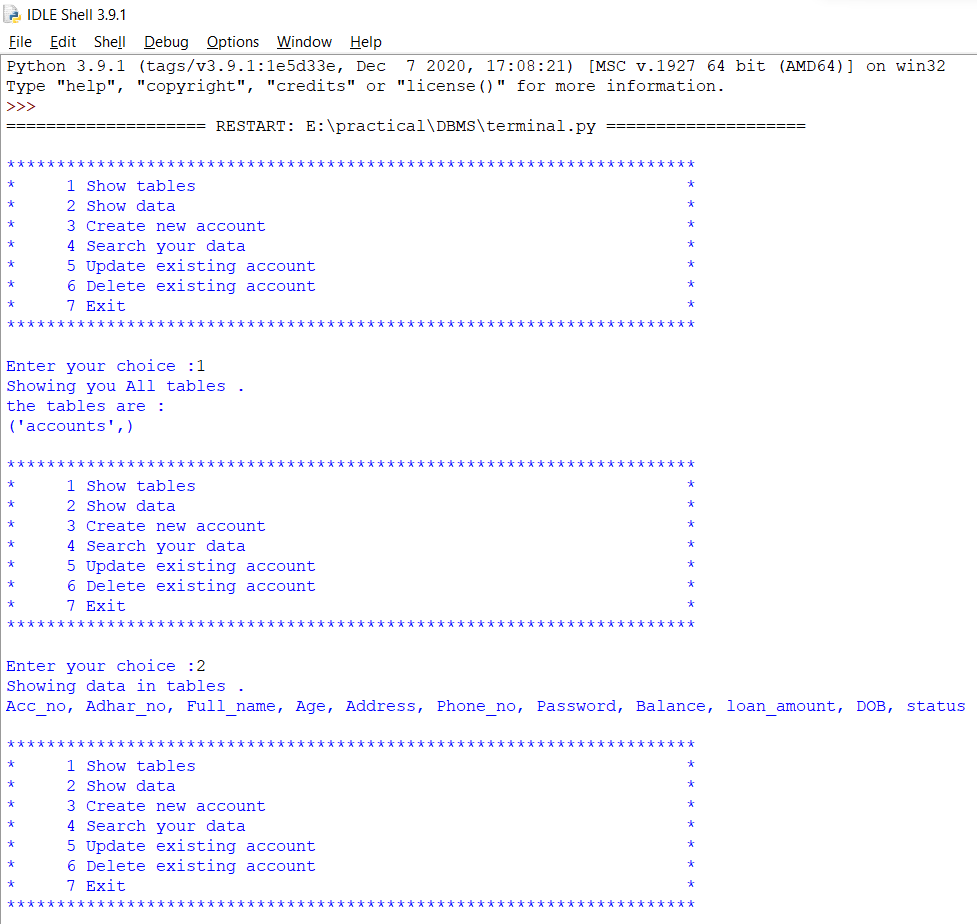 IDLE Shell 3.9.1
File Edit Shell Debug Options Window Help
Python 3.9.1 (tags/v3.9.1:1e5d33e, Dec  7 2020, 17:08:21) [MSC v.1927 64 bit (AMD64)] on win32
Type "help", "copyright", "credits" or "license()" for more information.
>>>
==================== RESTART: E:\practical\DBMS\terminal.py ====================
*********************************************************************
*     1 Show tables                                                 *
*     2 Show data                                                   *
*     3 Create new account                                          *
*     4 Search your data                                            *
*     5 Update existing account                                     *
*     6 Delete existing account                                     *
*     7 Exit                                                        *
*********************************************************************
Enter your choice :1
Showing you All tables .
the tables are :
('accounts',)
*********************************************************************
*     1 Show tables                                                 *
*     2 Show data                                                   *
*     3 Create new account                                          *
*     4 Search your data                                            *
*     5 Update existing account                                     *
*     6 Delete existing account                                     *
*     7 Exit                                                        *
*********************************************************************
Enter your choice :2
Showing data in tables .
Acc_no, Adhar_no, Full_name, Age, Address, Phone_no, Password, Balance, loan_amount, DOB, status
*********************************************************************
*     1 Show tables                                                 *
*     2 Show data                                                   *
*     3 Create new account                                          *
*     4 Search your data                                            *
*     5 Update existing account                                     *
*     6 Delete existing account                                     *
*     7 Exit                                                        *
*********************************************************************